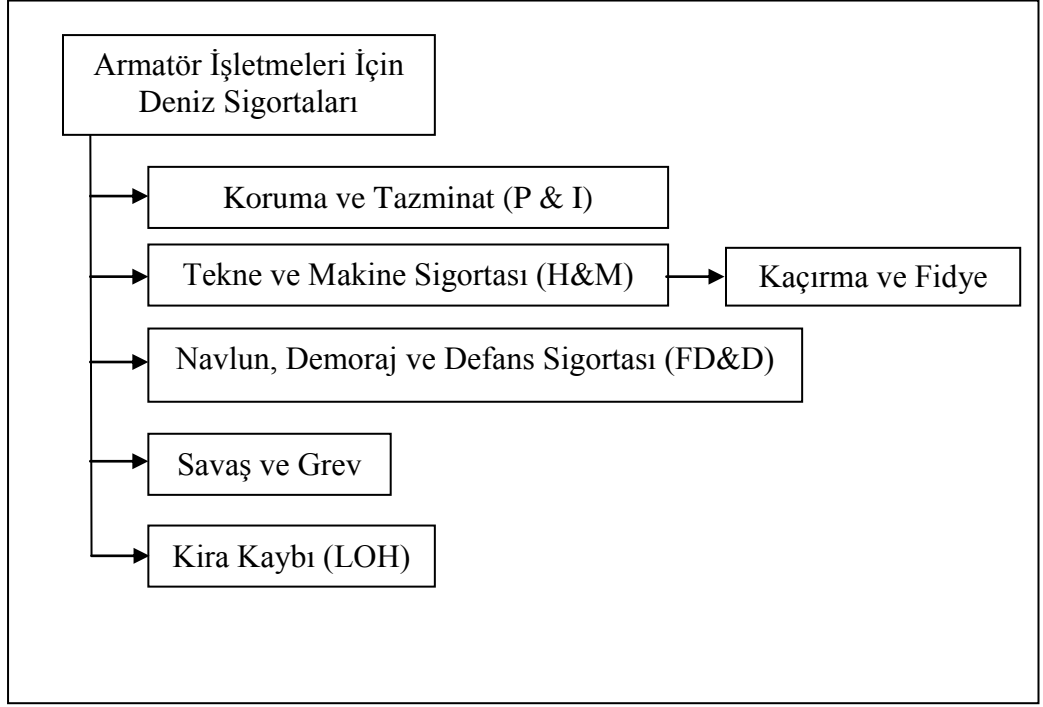 Armatör İşletmeleri İçin
Deniz Sigortaları
Koruma ve Tazminat (P & I)
Tekne ve Makine Sigortası (H&M)
Kaçırma ve Fidye
Navlun, Demoraj ve Defans Sigortası (FD&D)
Savaş ve Grev
Kira Kaybı (LOH)